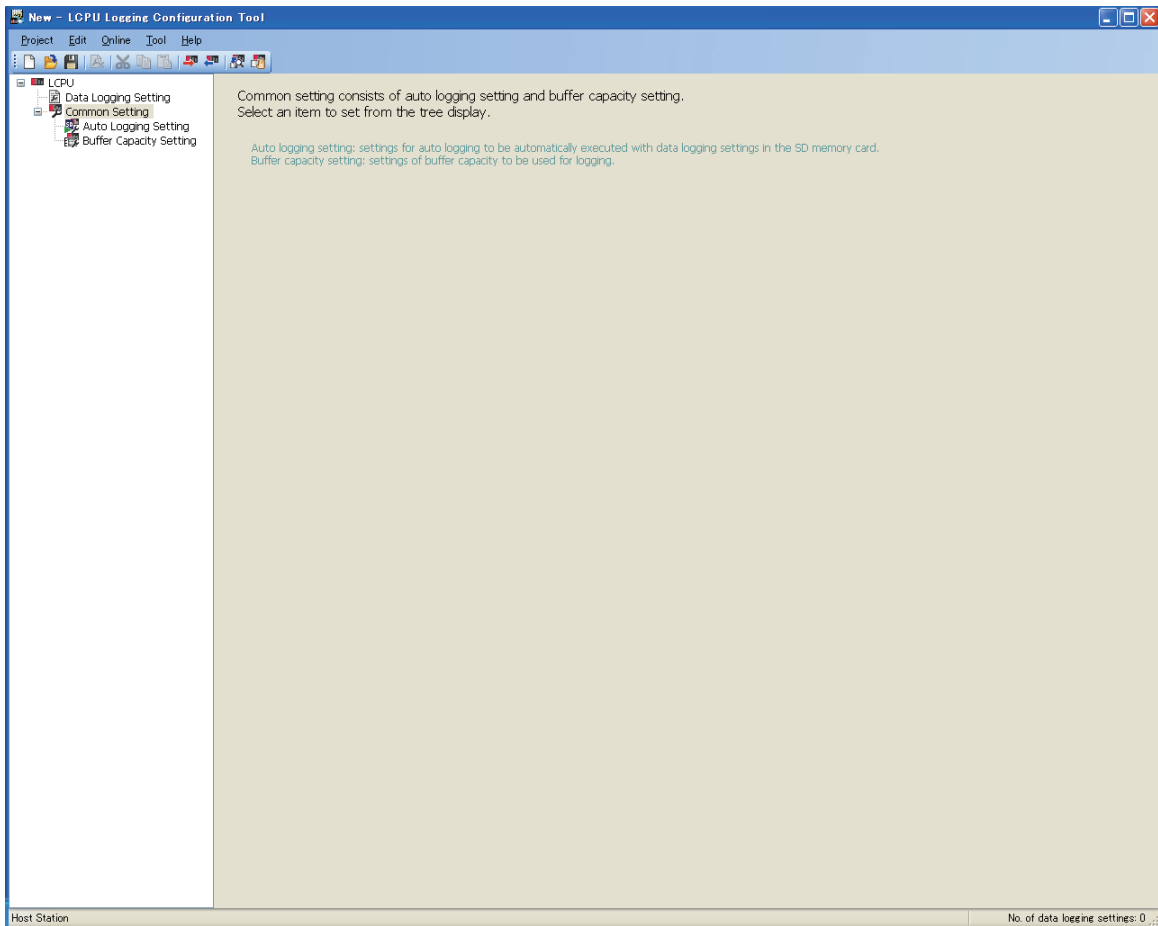 New - LCPU Logging Configuration Tool
Project Edit Online Tool Help
LCPU
Data Logging Setting
Common Setting
Auto Logging Setting
Buffer Capacity Setting
Common setting consists of auto logging setting and buffer capacity setting.
Select an item to set from the tree display.
Auto logging setting: settings for auto logging to be automatically executed with data logging settings in the SD memory card.
Buffer capacity setting: settings of buffer capacity to be used for logging.
Host Station
No. of data logging settings: 0